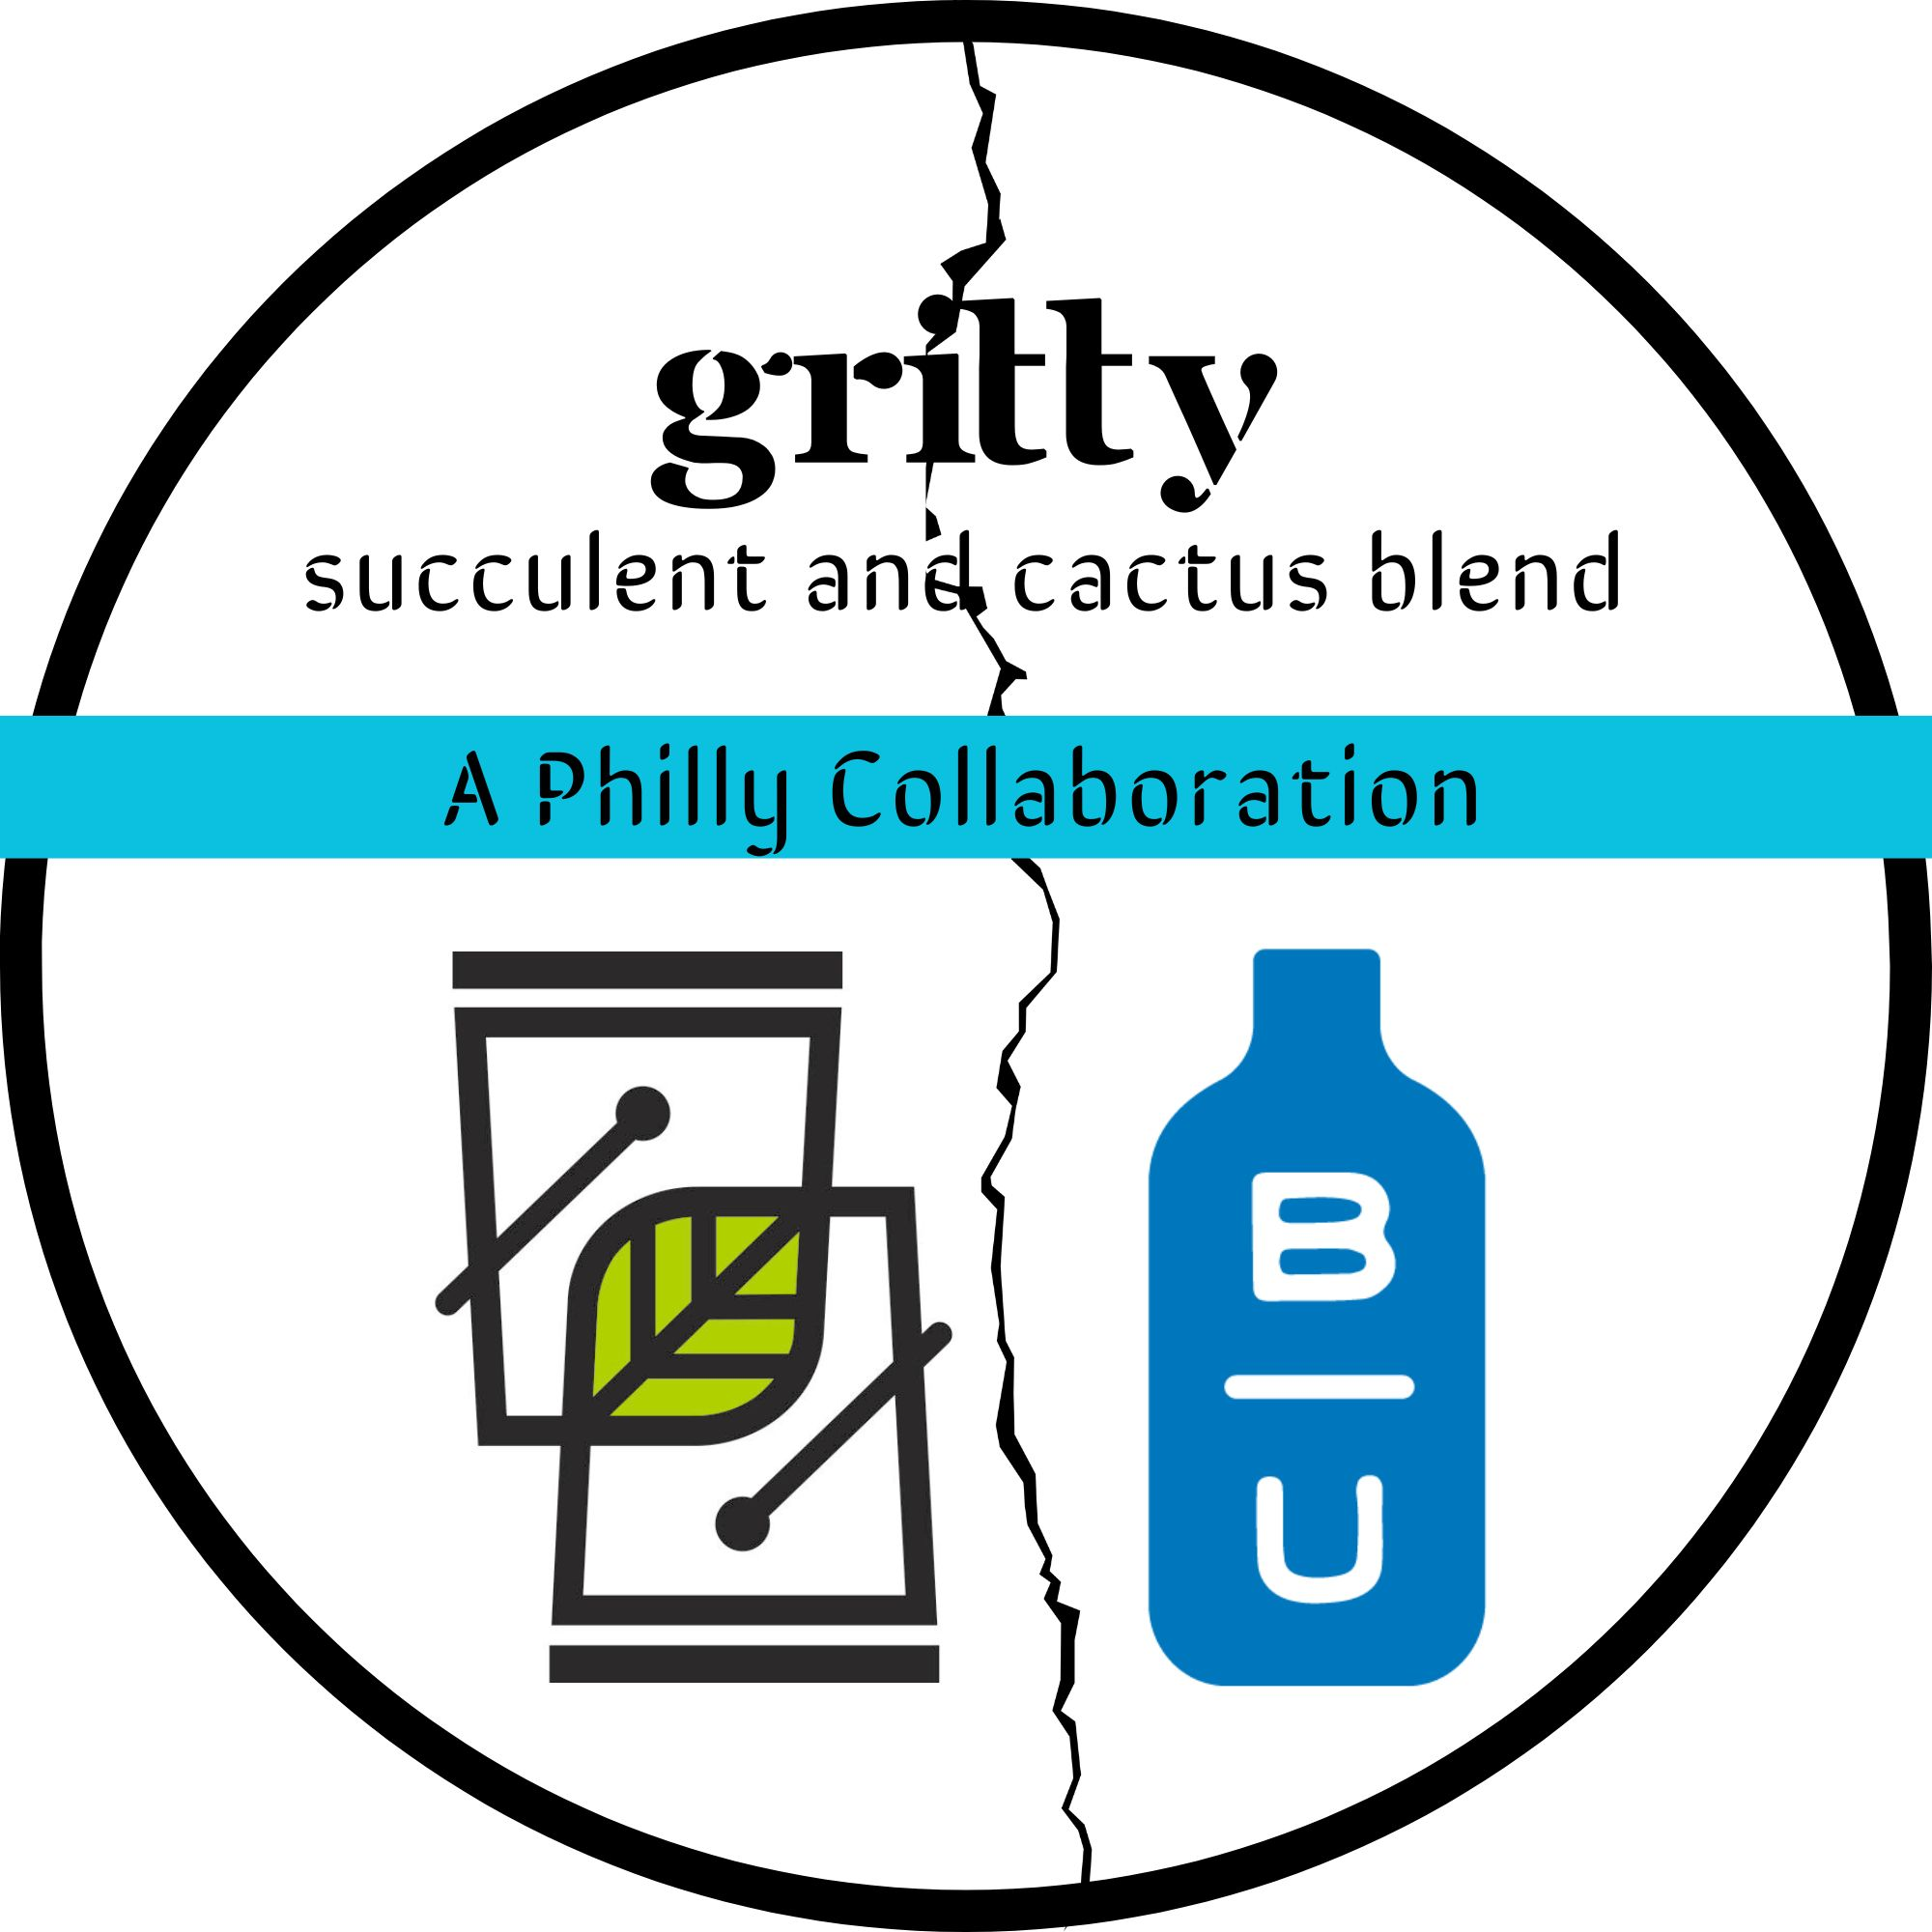 gritty
succulent and cactus blend
A Philly Collaboration
B
U